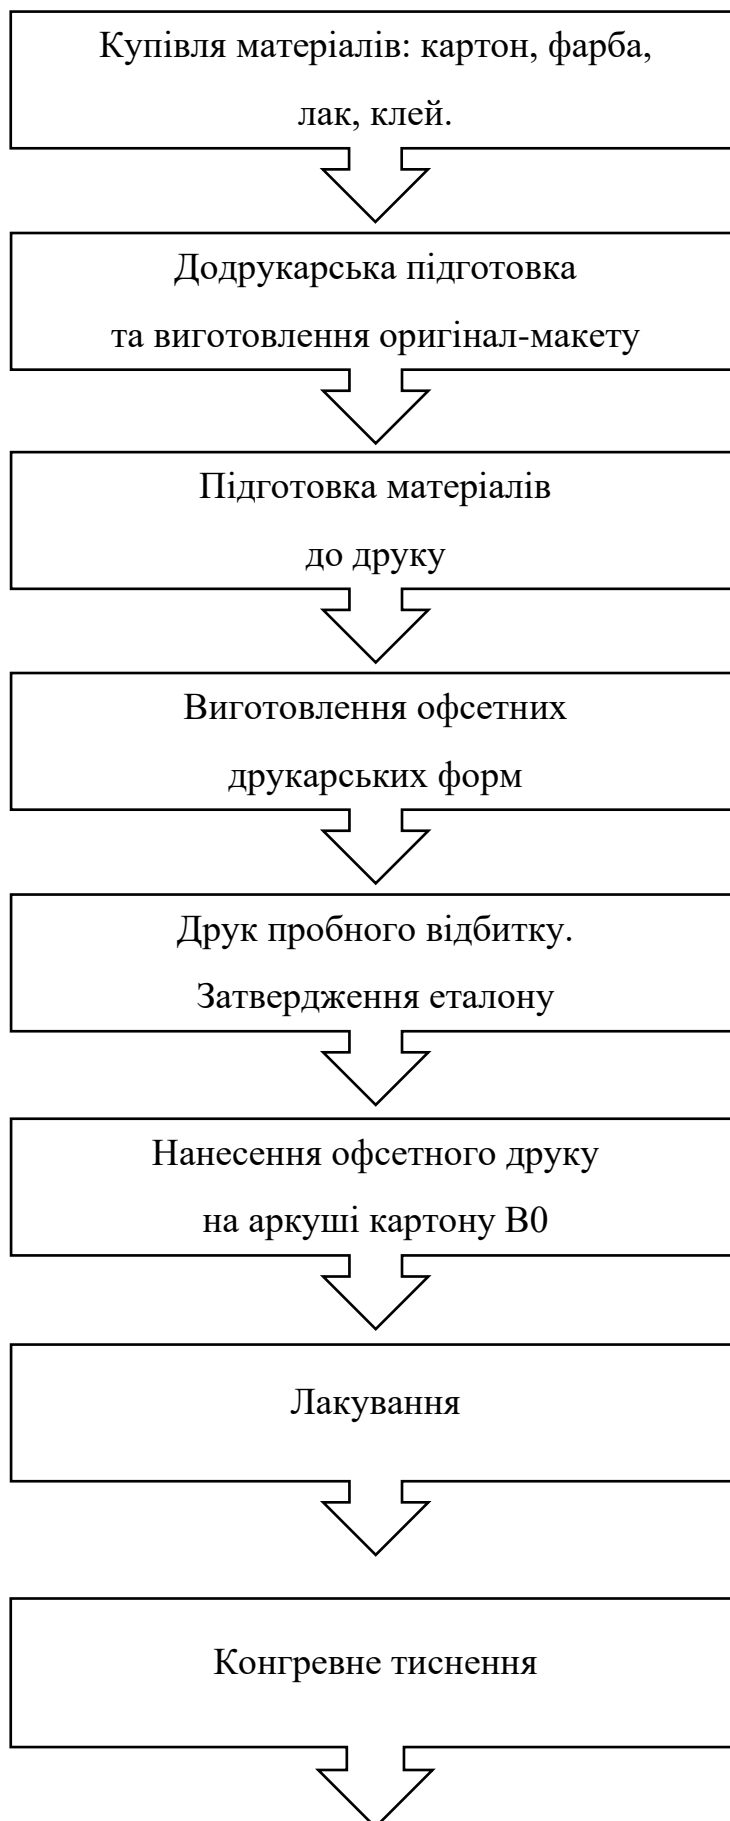 Купівля матеріалів: картон, фарба,
лак, клей.
Додрукарська підготовка
та виготовлення оригінал-макету
Підготовка матеріалів
до друку
Виготовлення офсетних
друкарських форм
Друк пробного відбитку.
Затвердження еталону
Нанесення офсетного друку
на аркуші картону В0
Лакування
Конгревне тиснення